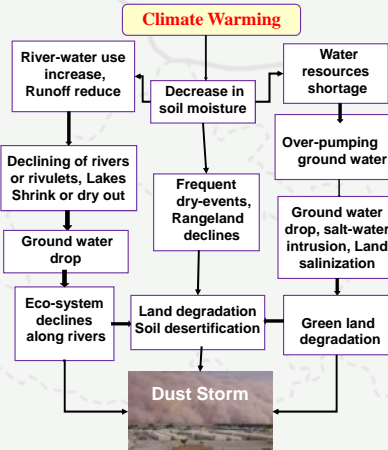 Climate Warming
River-water use
increase,
Runoff reduce
Decrease in
soil moisture
Water
resources
shortage
Declining of rivers
or rivulets, Lakes
Shrink or dry out
Frequent
dry-events,
Rangeland
declines
Over-pumping
ground water
Ground water
drop
Ground water
drop, salt-water
intrusion, Land
salinization
Eco-system
declines
along rivers
Land degradation
Soil desertification
Green land
degradation
Dust Storm